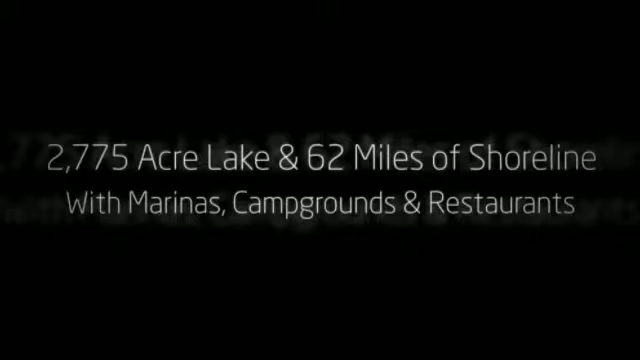 2,775 Acre Lake & 62 Miles of Shoreline
With Marinas, Campgrounds & Restaurants